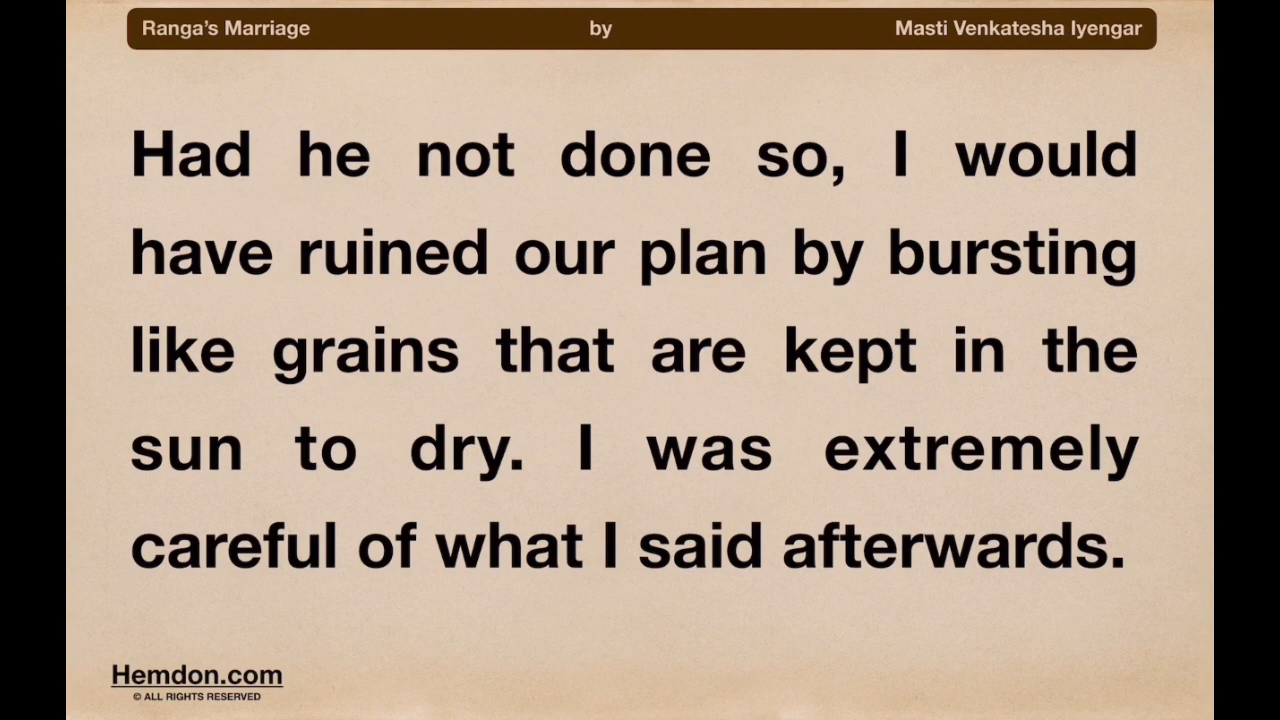 Ranga’s Marriage by Masti Venkatesha Iyengar
Had he not done so, I would
have ruined our plan by bursting
like grains that are kept in the
sun to dry. I was extremely
careful of what I said afterwards.
Hemdon.com
© ALL RIGHTS RESERVED